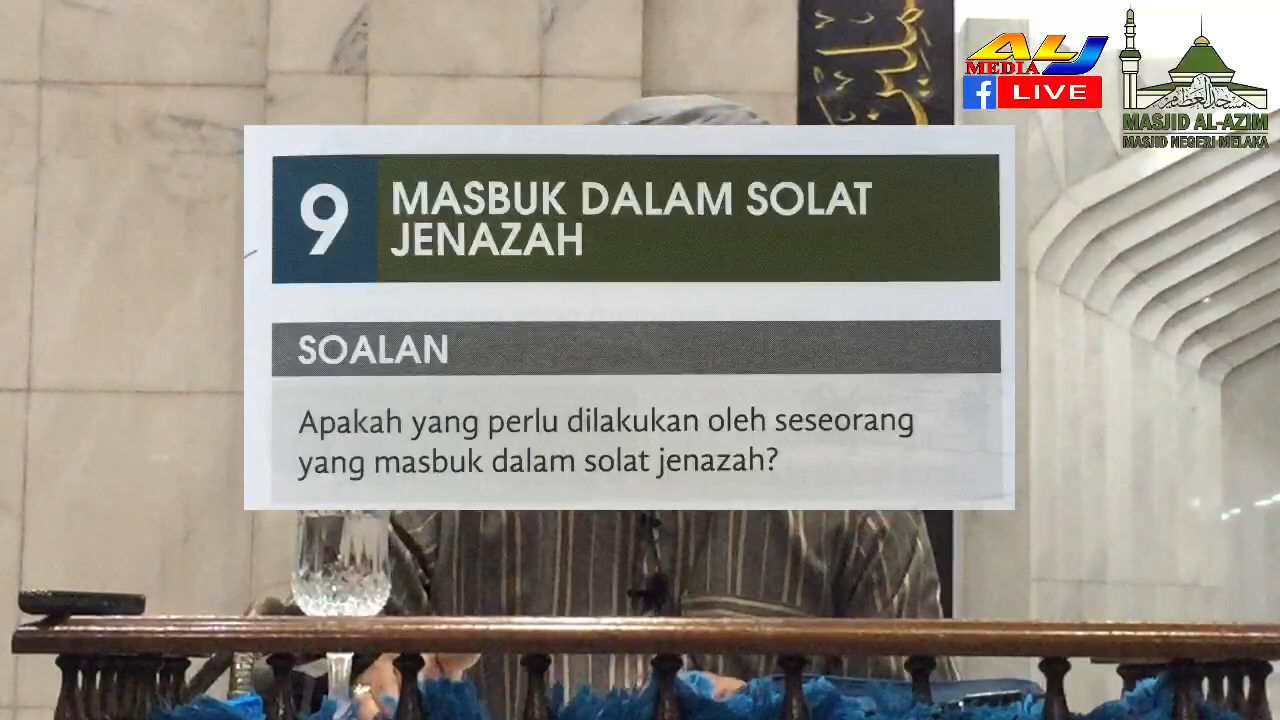 AY
MEDIA
f LIVE
MASJID AL-AZIM
MASJID NEGERI MELAKA
9 MASBUK DALAM SOLAT
JENAZAH
SOALAN
Apakah yang perlu dilakukan oleh seseorang
yang masbuk dalam solat jenazah?